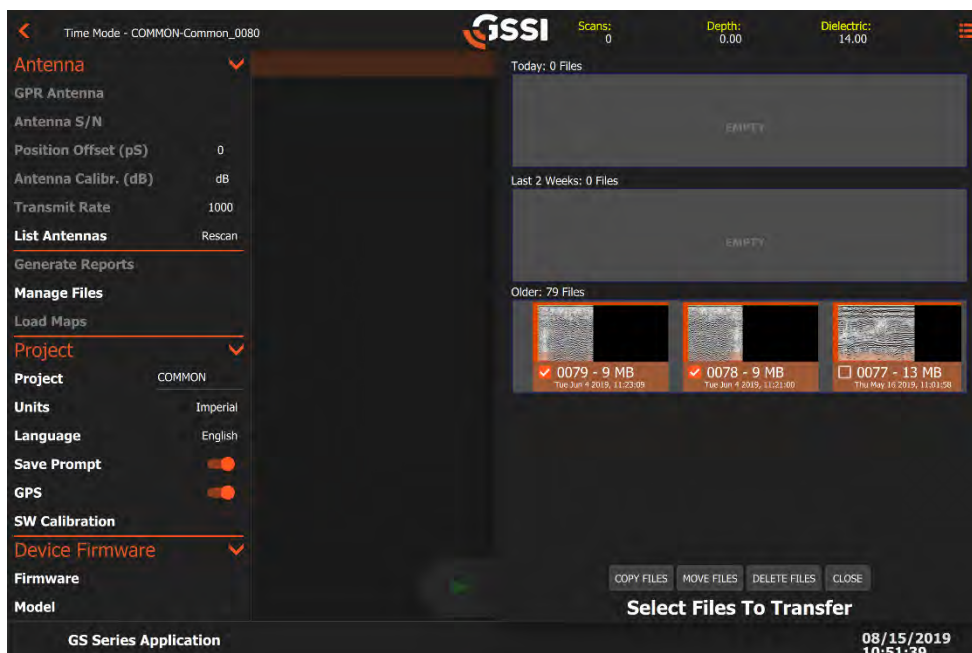 Time Mode - COMMON-Common_0080
GSSI
Scans:
0
Depth:
0.00
Dielectric:
14.00
Antenna
GPR Antenna
Antenna S/N
Position Offset (pS) 0
Antenna Calibr. (dB) dB
Transmit Rate 1000
List Antennas Rescan
Generate Reports
Manage Files
Load Maps
Project
Project COMMON
Units Imperial
Language English
Save Prompt
GPS
SW Calibration
Device Firmware
Firmware
Model
Today: 0 Files
EMPTY
Last 2 Weeks: 0 Files
EMPTY
Older: 79 Files
0079 - 9 MB
Tue Jun 4 2019, 11:23:09
0078 - 9 MB
Tue Jun 4 2019, 11:21:00
0077 - 13 MB
Thu May 16 2019, 11:01:58
COPY FILES MOVE FILES DELETE FILES CLOSE
Select Files To Transfer
GS Series Application
08/15/2019
10:51:39